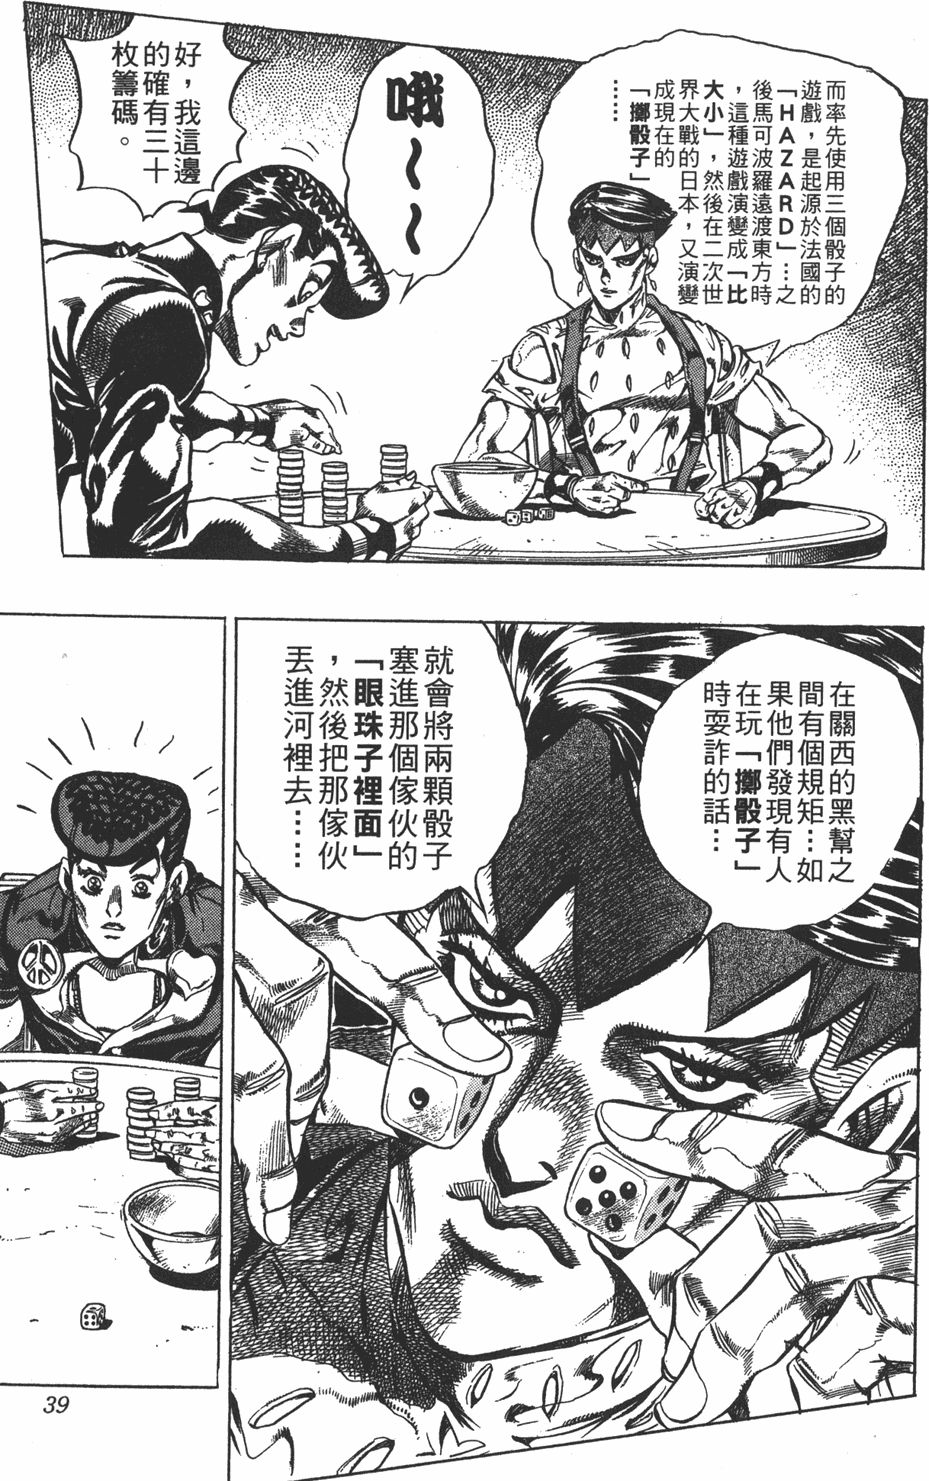 而率先使用三個骰子的
遊戲，是起源於法國的
「HAZARD」…之
後馬可波羅遠渡東方時
，這種遊戲演變成「比
大小」，然後在二次世
界大戰的日本，又演變
成現在的
「擲骰子」
……
哦～～
好，我這邊
的確有三十
枚籌碼。
在關西的黑幫之
間有個規矩…如
果他們發現有人
在玩「擲骰子」
時耍詐的話…
就會將兩顆骰子
塞進那個傢伙的
「眼珠子裡面」
，然後把那傢伙
丟進河裡去……
39